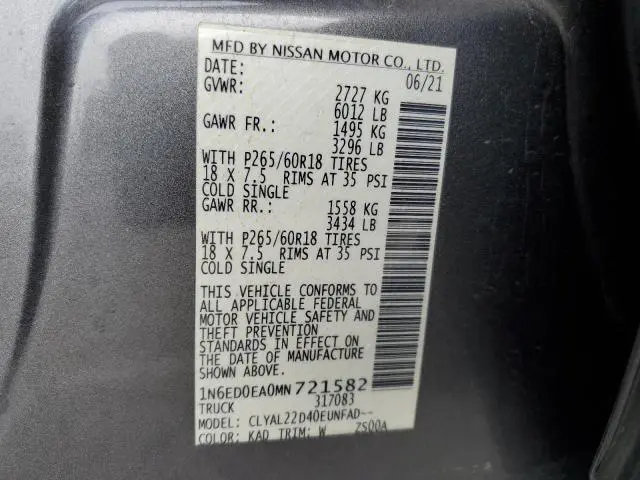 MFD BY NISSAN MOTOR CO., LTD.
DATE: 06/21
GVWR: 2727 KG
6012 LB
GAWR FR.: 1495 KG
3296 LB
WITH P265/60R18 TIRES
18 X 7.5 RIMS AT 35 PSI
COLD SINGLE
GAWR RR.: 1558 KG
3434 LB
WITH P265/60R18 TIRES
18 X 7.5 RIMS AT 35 PSI
COLD SINGLE
THIS VEHICLE CONFORMS TO
ALL APPLICABLE FEDERAL
MOTOR VEHICLE SAFETY AND
THEFT PREVENTION
STANDARDS IN EFFECT ON
THE DATE OF MANUFACTURE
SHOWN ABOVE.
1N6ED0EA0MN721582
TRUCK 317083
MODEL: CLYAL22D40EUNFAD--
COLOR: KAD TRIM: W ZS00A